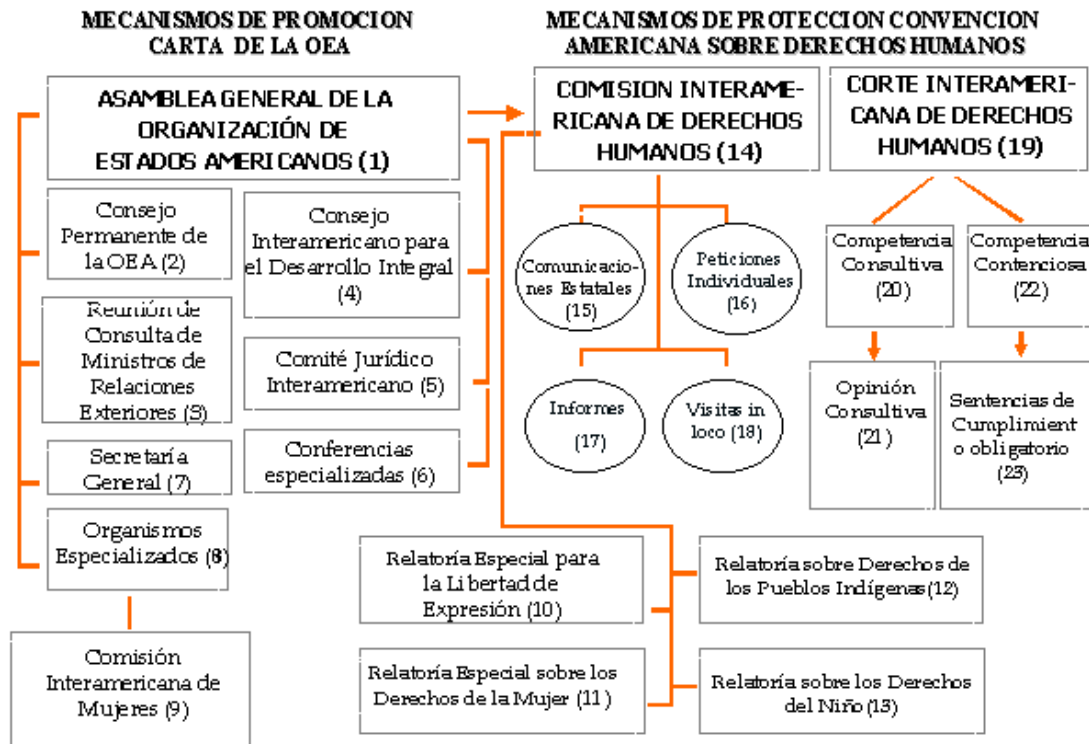 MECANISMOS DE PROMOCION
CARTA DE LA OEA
MECANISMOS DE PROTECCION CONVENCION
AMERICANA SOBRE DERECHOS HUMANOS
ASAMBLEA GENERAL DE LA
ORGANIZACIÓN DE
ESTADOS AMERICANOS (1)
COMISION INTERAME-
RICANA DE DERECHOS
HUMANOS (14)
CORTE INTERAMERI-
CANA DE DERECHOS
HUMANOS (19)
Consejo
Permanente de
la OEA (2)
Consejo
Interamericano para
el Desarrollo Integral
(4)
Reunión de
Consulta de
Ministros de
Relaciones
Exteriores (3)
Comité Jurídico
Interamericano (5)
Secretaría
General (7)
Conferencias
especializadas (6)
Organismos
Especializados (8)
Comisión
Interamericana de
Mujeres (9)
Comunicacio-
nes Estatales
(15)
Peticiones
Individuales
(16)
Informes
(17)
Visitas in
loco (18)
Competencia
Consultiva
(20)
Competencia
Contenciosa
(22)
Opinión
Consultiva
(21)
Sentencias de
Cumplimient
o obligatorio
(23)
Relatoría Especial para
la Libertad de
Expresión (10)
Relatoría sobre Derechos de
los Pueblos Indígenas(12)
Relatoría Especial sobre los
Derechos de la Mujer (11)
Relatoría sobre los Derechos
del Niño (13)